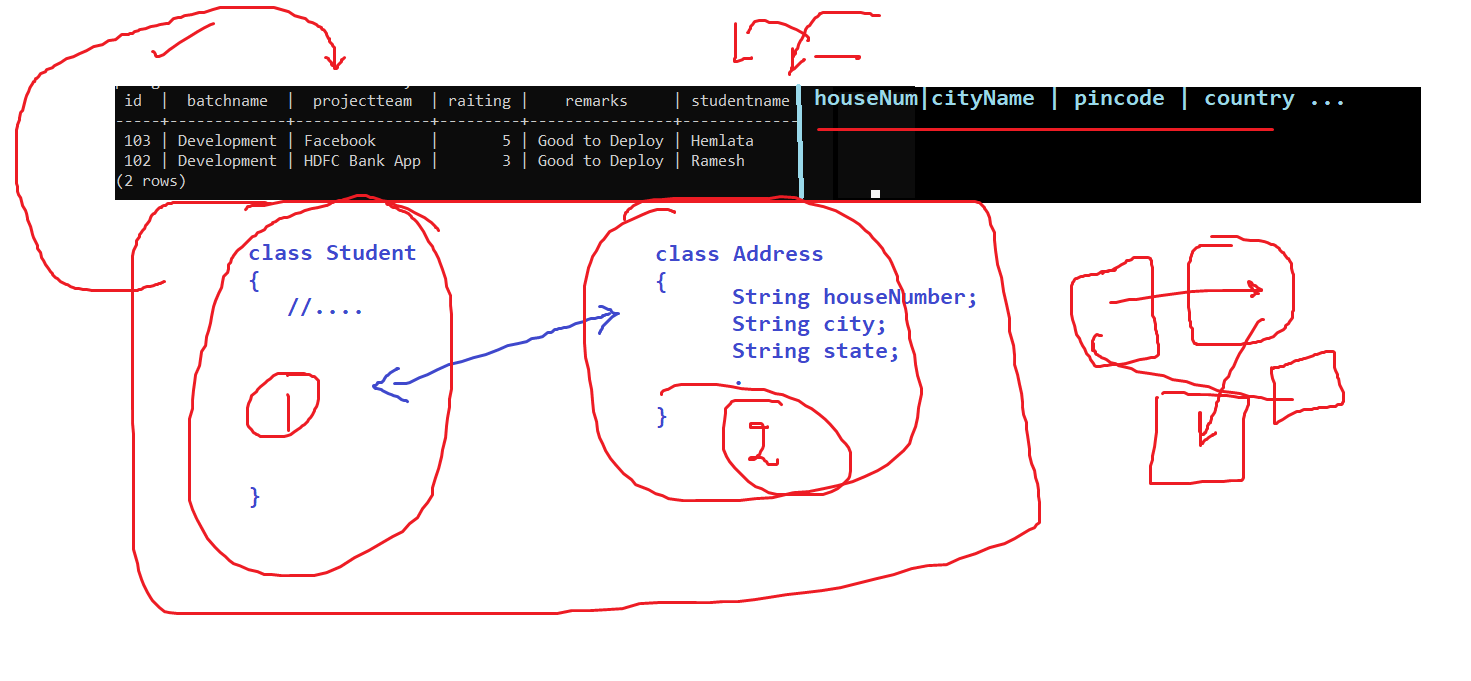 id | batchname | projectteam | raiting | remarks | studentname houseNum|cityName | pincode | country ...
-----+-------------+---------------+---------+----------------+-------------
103 | Development | Facebook | 5 | Good to Deploy | Hemlata
102 | Development | HDFC Bank App | 3 | Good to Deploy | Ramesh
(2 rows)
class Student
{
//....
1
}
class Address
{
String houseNumber;
String city;
String state;
.
}
2